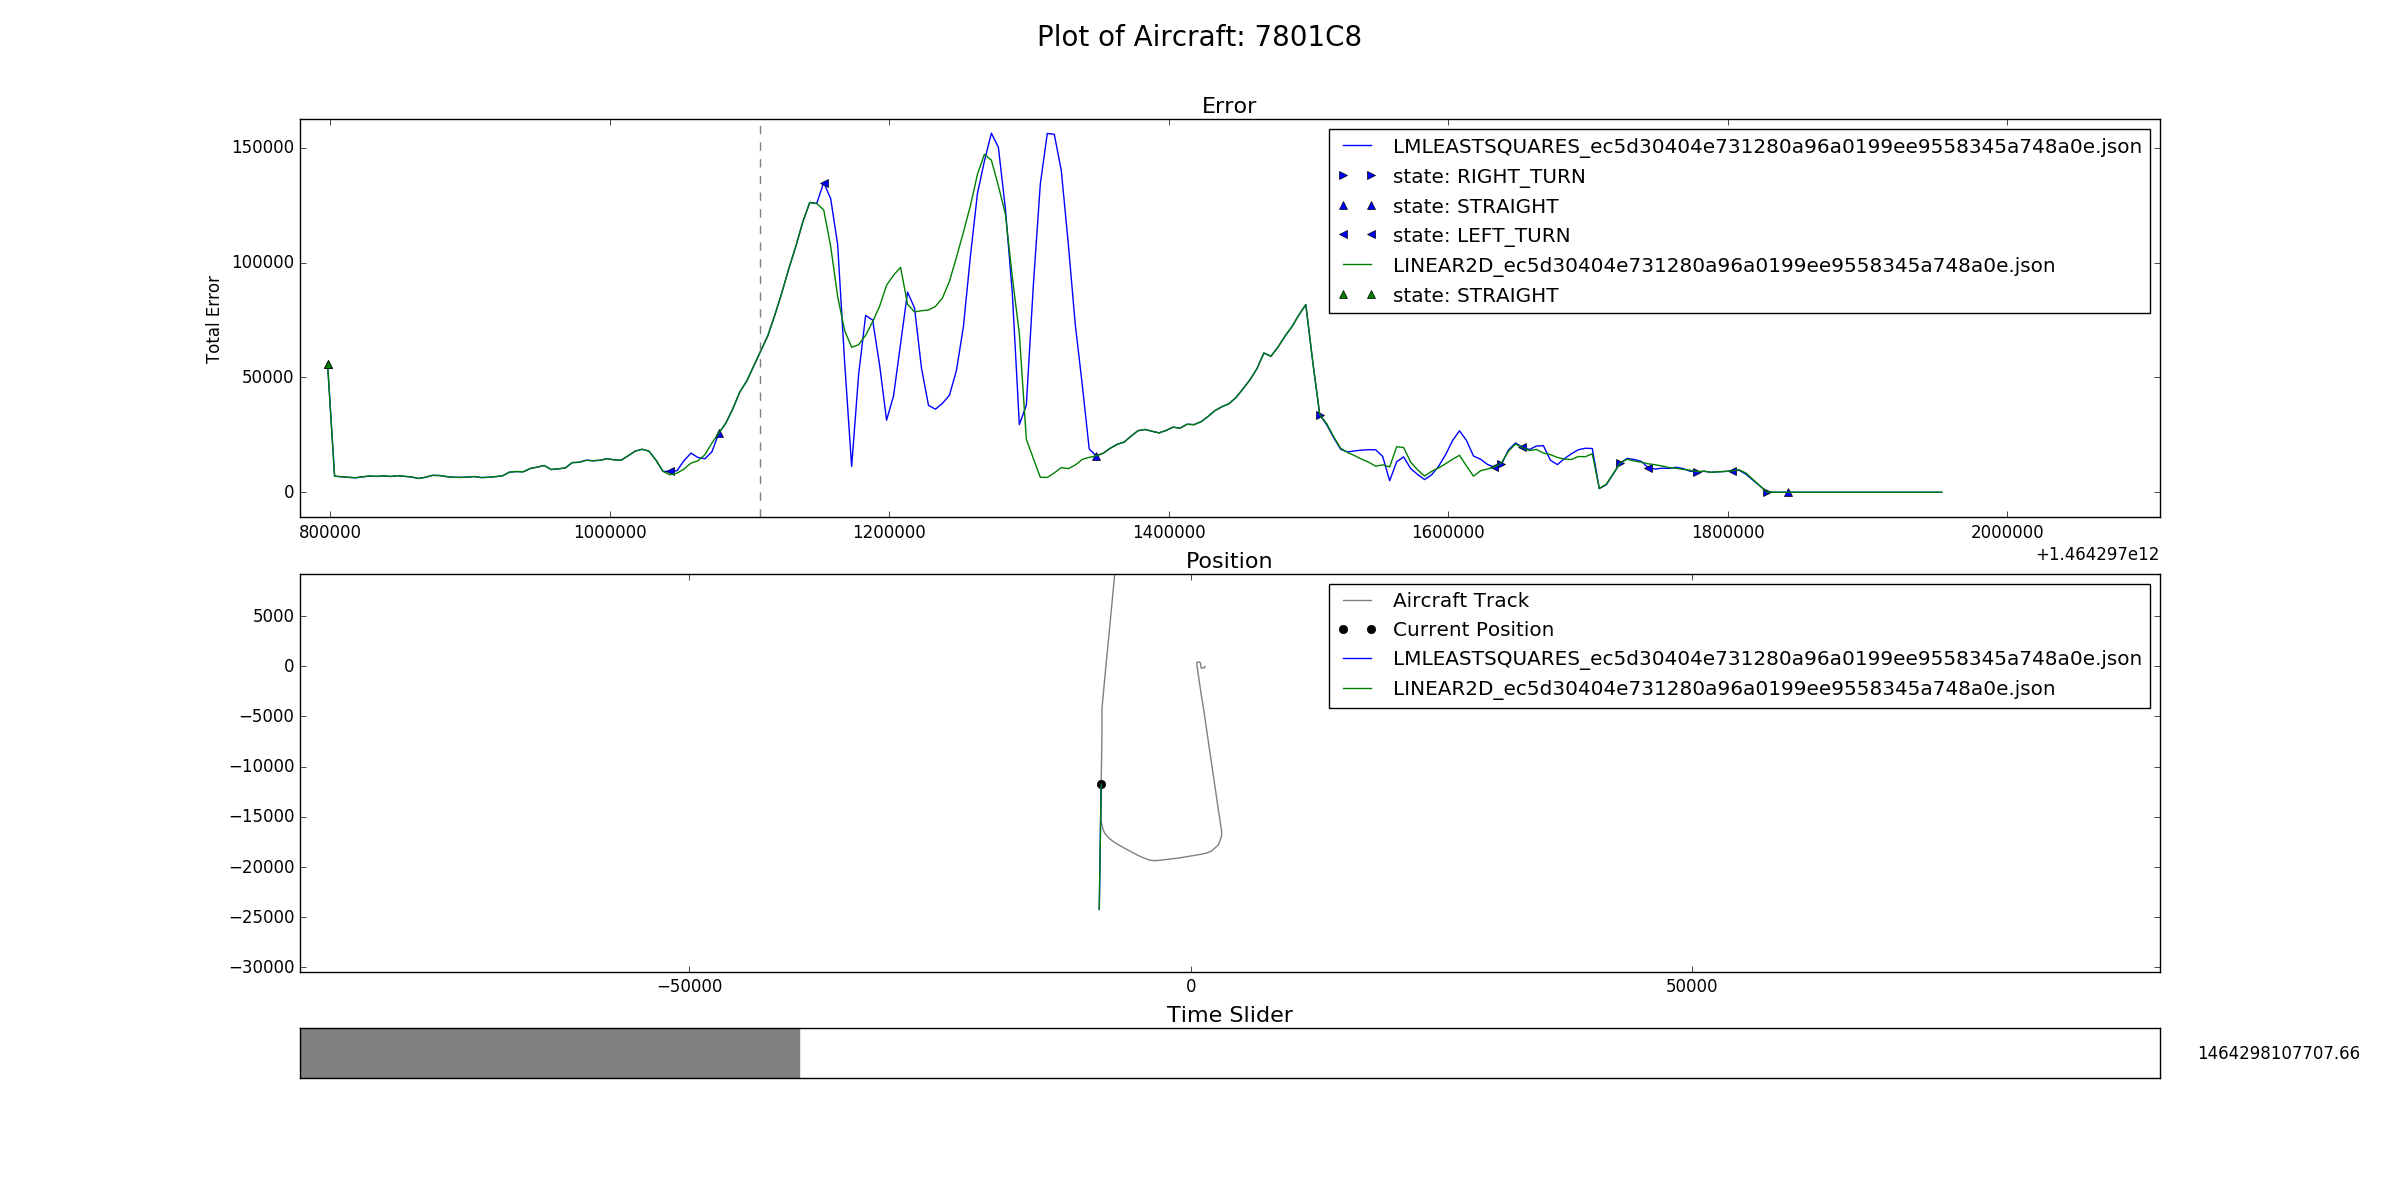 Plot of Aircraft: 7801C8
Error
150000
100000
50000
0
Total Error
LMLEASTSQUARES_ec5d30404e731280a96a0199ee9558345a748a0e.json
state: RIGHT_TURN
state: STRAIGHT
state: LEFT_TURN
LINEAR2D_ec5d30404e731280a96a0199ee9558345a748a0e.json
state: STRAIGHT
800000 1000000 1200000 1400000 1600000 1800000 2000000
+1.464297e12
Position
5000
0
−5000
−10000
−15000
−20000
−25000
−30000
Aircraft Track
Current Position
LMLEASTSQUARES_ec5d30404e731280a96a0199ee9558345a748a0e.json
LINEAR2D_ec5d30404e731280a96a0199ee9558345a748a0e.json
−50000 0 50000
Time Slider
1464298107707.66